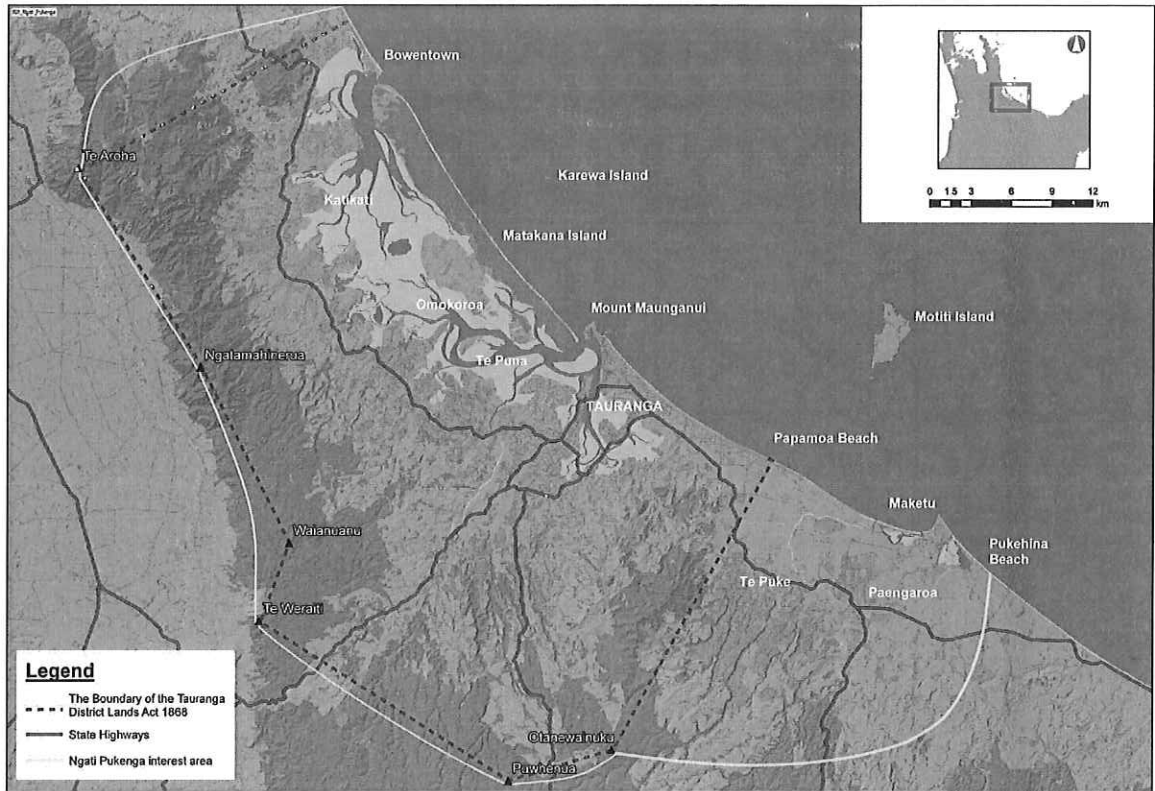 Bowentown
Te Aroha
Karewa Island
Katikati
Matakana Island
Omokoroa
Mount Maunganui
Motiti Island
Te Puna
TAURANGA
Papamoa Beach
Waianuanu
Maketu
Pukehina
Beach
Te Puke
Paengaroa
Te Weraiti
Otanewainuku
Puwhenua
0 1.5 3 6 9 12
km
Legend
The Boundary of the Tauranga
District Lands Act 1868
State Highways
Ngati Pukenga interest area